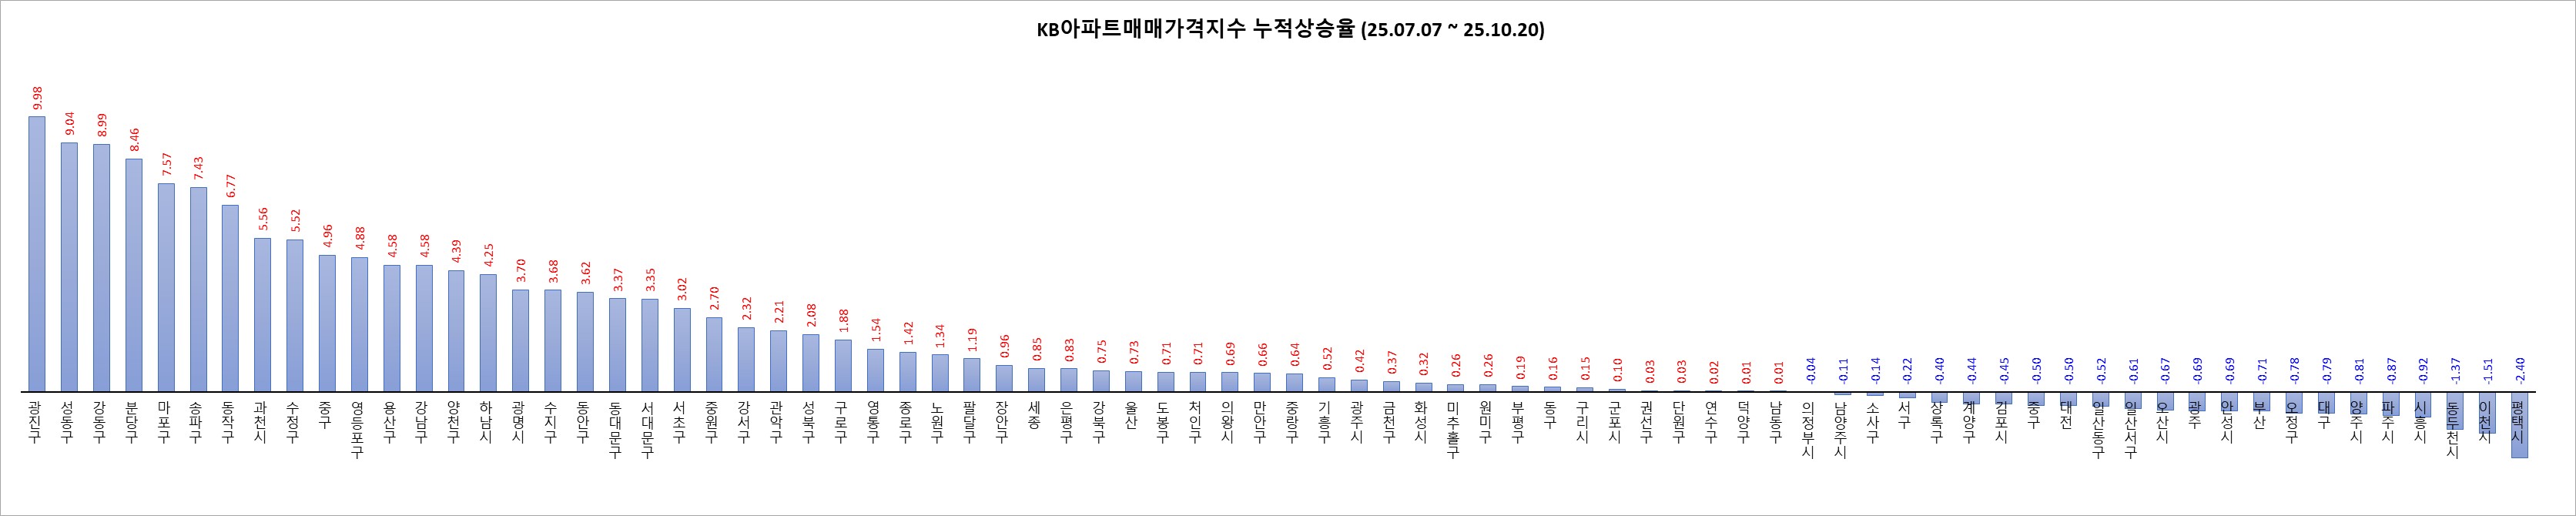 KB아파트매매가격지수 누적상승율 (25.07.07 ~ 25.10.20)
9.98 9.04 8.99 8.46 7.57 7.43 6.77 5.56 5.52 4.96 4.88 4.58 4.58 4.39 4.25 3.70 3.68 3.62 3.37 3.35 3.02 2.70 2.32 2.21 2.08 1.88 1.54 1.42 1.34 1.19 0.96 0.85 0.83 0.75 0.73 0.71 0.71 0.69 0.66 0.64 0.52 0.42 0.37 0.32 0.26 0.26 0.19 0.16 0.15 0.10 0.03 0.03 0.02 0.01 0.01 -0.04 -0.11 -0.14 -0.22 -0.40 -0.44 -0.45 -0.50 -0.50 -0.52 -0.61 -0.67 -0.69 -0.69 -0.71 -0.78 -0.79 -0.81 -0.87 -0.92 -1.37 -1.51 -2.40
광진구 성동구 강동구 분당구 마포구 송파구 동작구 과천시 수정구 중구 영등포구 용산구 강남구 양천구 하남시 광명시 수지구 동안구 동대문구 서대문구 서초구 중원구 강서구 관악구 성북구 구로구 영통구 종로구 노원구 팔달구 장안구 세종 은평구 강북구 울산 도봉구 처인구 의왕시 만안구 중랑구 기흥구 광주시 금천구 화성시 미추홀구 원미구 부평구 동구 구리시 군포시 권선구 단원구 연수구 덕양구 남동구 의정부시 남양주시 소사구 서구 상록구 계양구 김포시 중구 대전 일산동구 일산서구 오산시 광주 안성시 부산 오정구 대구 양주시 파주시 시흥시 동두천시 이천시 평택시